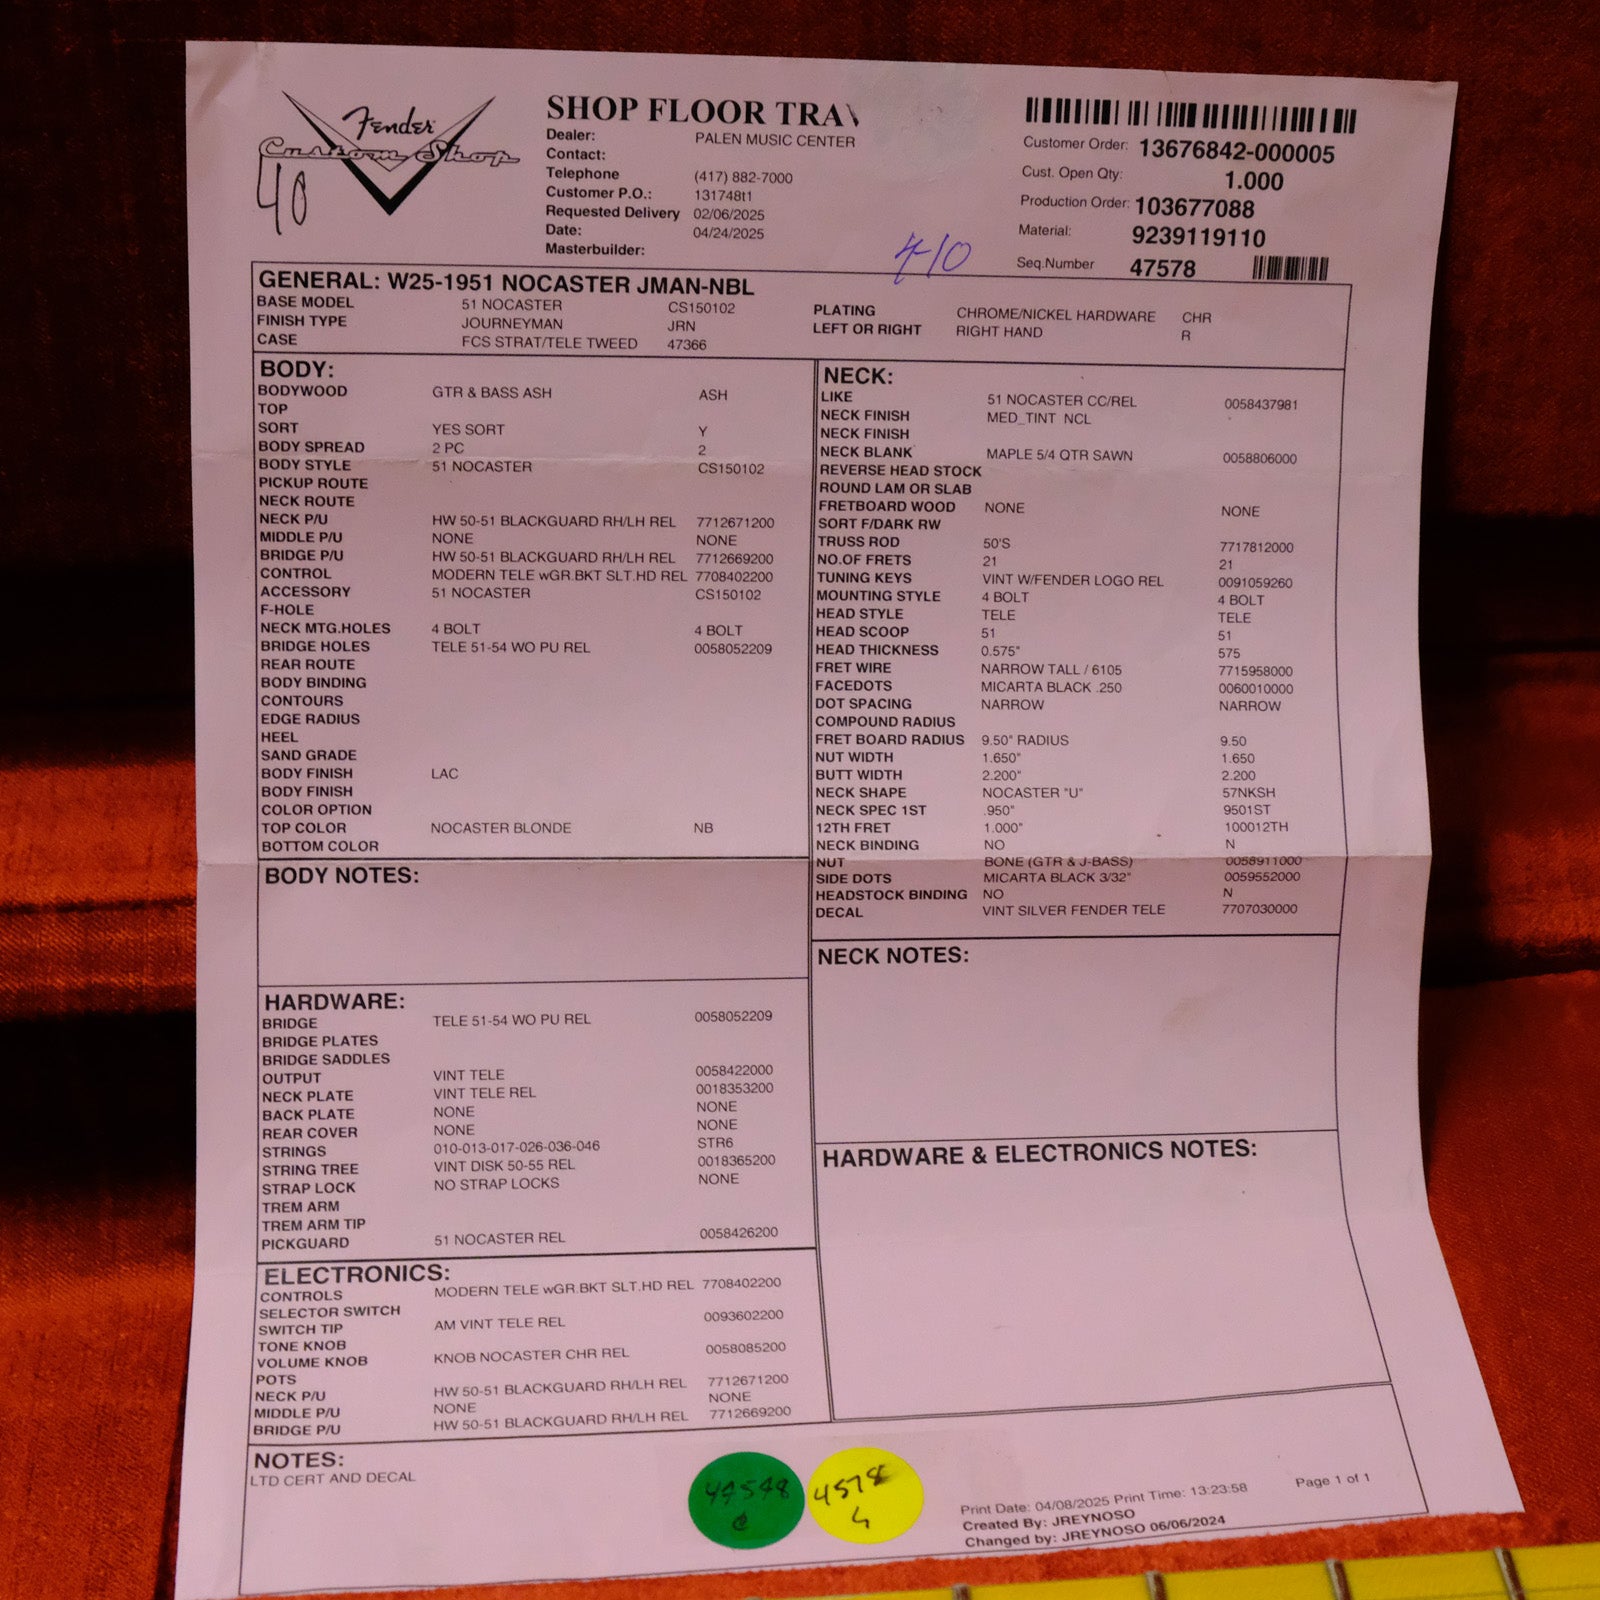 Fender
Custom Shop
40
SHOP FLOOR TRAV
Dealer: PALEN MUSIC CENTER
Contact:
Telephone (417) 882-7000
Customer P.O.: 131748t1
Requested Delivery 02/06/2025
Date: 04/24/2025
Masterbuilder:
Customer Order: 13676842-000005
Cust. Open Qty: 1.000
Production Order: 103677088
Material: 9239119110
Seq.Number 47578
GENERAL: W25-1951 NOCASTER JMAN-NBL
BASE MODEL 51 NOCASTER CS150102
FINISH TYPE JOURNEYMAN JRN
CASE FCS STRAT/TELE TWEED 47366
PLATING CHROME/NICKEL HARDWARE CHR
LEFT OR RIGHT RIGHT HAND R
BODY:
BODYWOOD GTR & BASS ASH ASH
TOP
SORT YES SORT Y
BODY SPREAD 2 PC 2
BODY STYLE 51 NOCASTER CS150102
PICKUP ROUTE
NECK ROUTE
NECK P/U HW 50-51 BLACKGUARD RH/LH REL 7712671200
MIDDLE P/U NONE NONE
BRIDGE P/U HW 50-51 BLACKGUARD RH/LH REL 7712669200
CONTROL MODERN TELE wGR.BKT SLT.HD REL 7708402200
ACCESSORY 51 NOCASTER CS150102
F-HOLE
NECK MTG.HOLES 4 BOLT 4 BOLT
BRIDGE HOLES TELE 51-54 WO PU REL 0058052209
REAR ROUTE
BODY BINDING
CONTOURS
EDGE RADIUS
HEEL
SAND GRADE
BODY FINISH LAC
BODY FINISH
COLOR OPTION
TOP COLOR NOCASTER BLONDE NB
BOTTOM COLOR
BODY NOTES:
HARDWARE:
BRIDGE TELE 51-54 WO PU REL 0058052209
BRIDGE PLATES
BRIDGE SADDLES
OUTPUT VINT TELE 0058422000
NECK PLATE VINT TELE REL 0018353200
BACK PLATE NONE NONE
REAR COVER NONE NONE
STRINGS 010-013-017-026-036-046 STR6
STRING TREE VINT DISK 50-55 REL 0018365200
STRAP LOCK NO STRAP LOCKS NONE
TREM ARM
TREM ARM TIP
PICKGUARD 51 NOCASTER REL 0058426200
ELECTRONICS:
CONTROLS MODERN TELE wGR.BKT SLT.HD REL 7708402200
SELECTOR SWITCH
SWITCH TIP AM VINT TELE REL 0093602200
TONE KNOB
VOLUME KNOB KNOB NOCASTER CHR REL 0058085200
POTS
NECK P/U HW 50-51 BLACKGUARD RH/LH REL 7712671200
MIDDLE P/U NONE NONE
BRIDGE P/U HW 50-51 BLACKGUARD RH/LH REL 7712669200
NECK:
LIKE 51 NOCASTER CC/REL 0058437981
NECK FINISH MED_TINT NCL
NECK FINISH
NECK BLANK MAPLE 5/4 QTR SAWN 0058806000
REVERSE HEAD STOCK
ROUND LAM OR SLAB
FRETBOARD WOOD NONE NONE
SORT F/DARK RW
TRUSS ROD 50'S 7717812000
NO.OF FRETS 21 21
TUNING KEYS VINT W/FENDER LOGO REL 0091059260
MOUNTING STYLE 4 BOLT 4 BOLT
HEAD STYLE TELE TELE
HEAD SCOOP 51 51
HEAD THICKNESS 0.575" 575
FRET WIRE NARROW TALL / 6105 7715958000
FACEDOTS MICARTA BLACK .250 0060010000
DOT SPACING NARROW NARROW
COMPOUND RADIUS
FRET BOARD RADIUS 9.50" RADIUS 9.50
NUT WIDTH 1.650" 1.650
BUTT WIDTH 2.200" 2.200
NECK SHAPE NOCASTER "U" 57NKSH
NECK SPEC 1ST .950" 9501ST
12TH FRET 1.000" 100012TH
NECK BINDING NO N
NUT BONE (GTR & J-BASS) 0058911000
SIDE DOTS MICARTA BLACK 3/32" 0059552000
HEADSTOCK BINDING NO N
DECAL VINT SILVER FENDER TELE 7707030000
NECK NOTES:
HARDWARE & ELECTRONICS NOTES:
NOTES:
LTD CERT AND DECAL
Page 1 of 1
Print Date: 04/08/2025 Print Time: 13:23:58
Created By: JREYNOSO
Changed by: JREYNOSO 06/06/2024